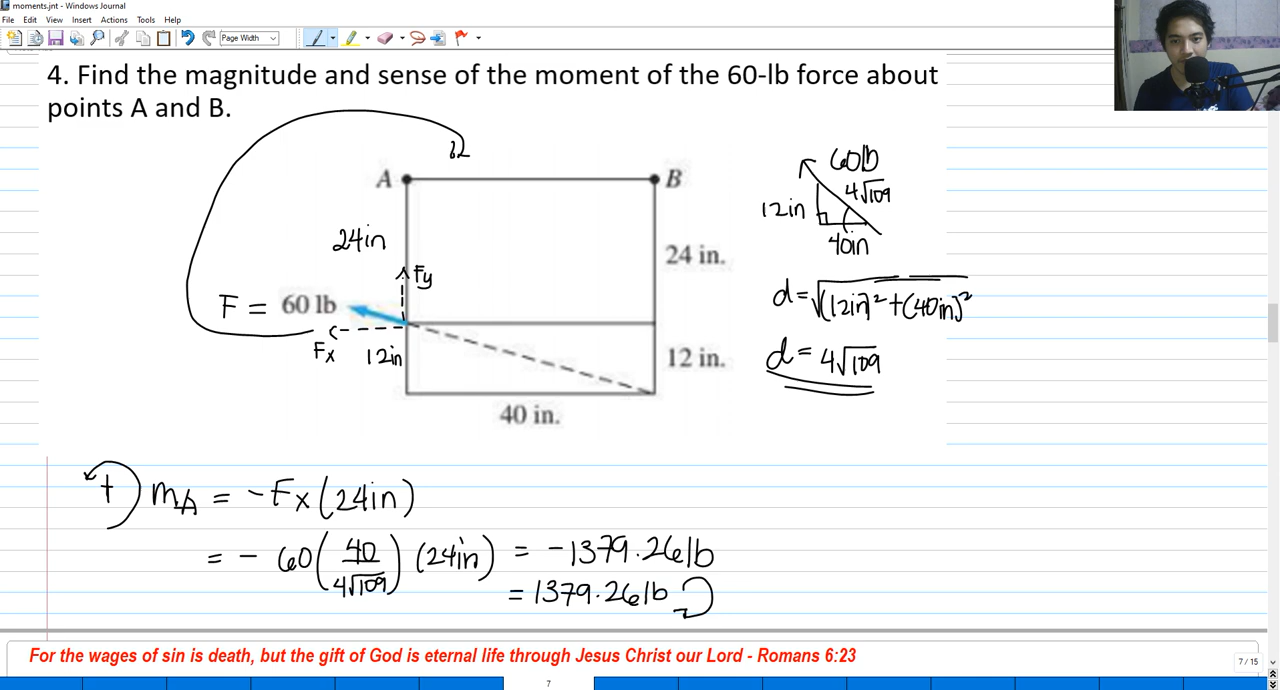 moments.jnt - Windows Journal
File Edit View Insert Actions Tools Help
Page Width
4. Find the magnitude and sense of the moment of the 60-lb force about
points A and B.
A
B
24in
24 in.
Fy
F = 60 lb
Fx
12in
12 in.
40 in.
60lb
4√109
12in
40in
d=√(12in)²+(40in)²
d= 4√109
+ MA = -Fx(24in)
= - 60(40/4√109)(24in) = -1379.26lb
= 1379.26lb
For the wages of sin is death, but the gift of God is eternal life through Jesus Christ our Lord - Romans 6:23
7 / 15
7